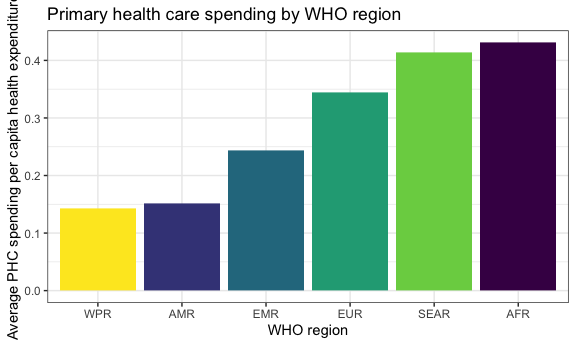 Primary health care spending by WHO region
Average PHC spending per capita health expenditure
0.4
0.3
0.2
0.1
0.0
WPR AMR EMR EUR SEAR AFR
WHO region